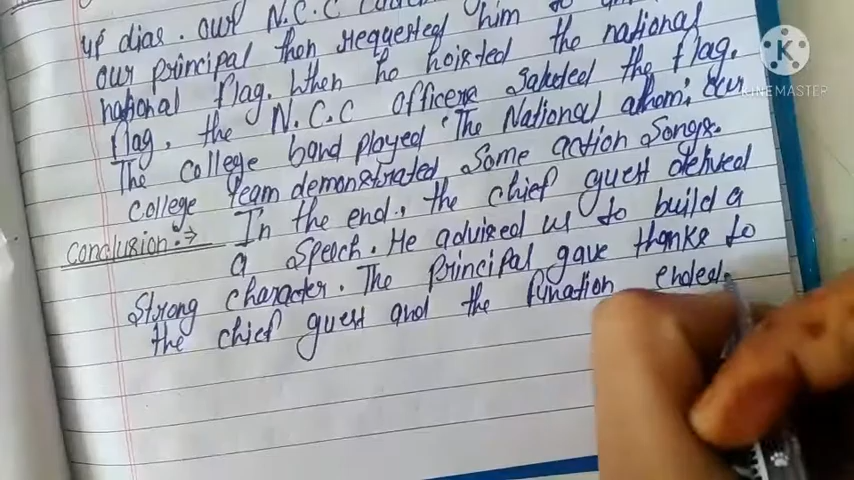 up dias. our N.C.C
our principal then requested him to
national flag. When he hoisted the national
flag. the N.C.C officers saluted the flag.
The college band played 'The National athom; our
college team demonstrated some action songs.
Conclusion:→ In the end, the chief guest delived
a speech. He advised us to build a
strong character. The principal gave thanks to
the chief guest and the function ended.
KINEMASTER